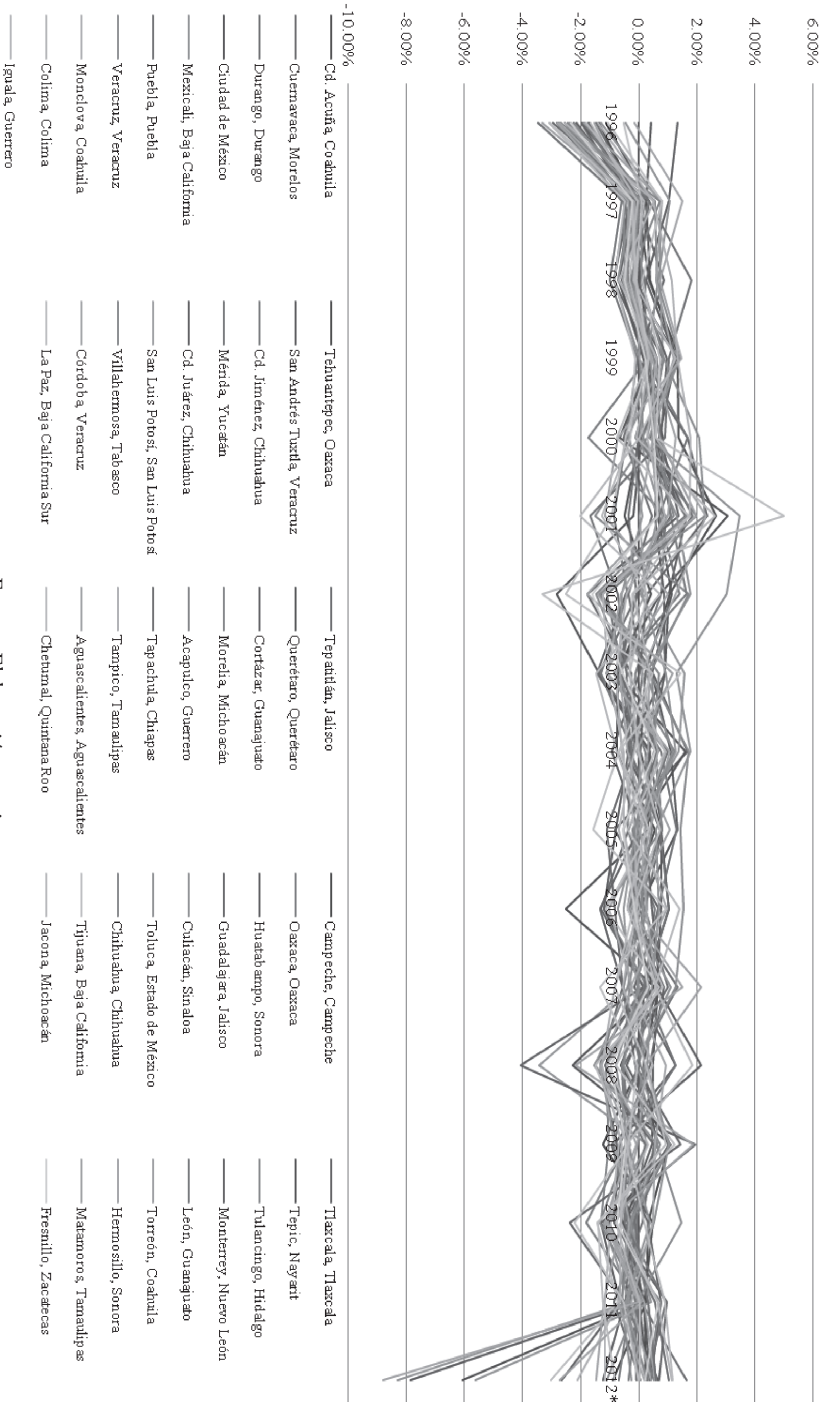 6.00%
4.00%
2.00%
0.00%
-2.00%
-4.00%
-6.00%
-8.00%
-10.00%
1996 1997 1998 1999 2000 2001 2002 2003 2004 2005 2006 2007 2008 2009 2010 2011 2012*
Cd. Acuña, Coahuila Tehuantepec, Oaxaca Tepatitlán, Jalisco Campeche, Campeche Tlaxcala, Tlaxcala
Cuernavaca, Morelos San Andrés Tuxtla, Veracruz Querétaro, Querétaro Oaxaca, Oaxaca Tepic, Nayarit
Durango, Durango Cd. Jiménez, Chihuahua Cortázar, Guanajuato Huatabampo, Sonora Tulancingo, Hidalgo
Ciudad de México Mérida, Yucatán Morelia, Michoacán Guadalajara, Jalisco Monterrey, Nuevo León
Mexicali, Baja California Cd. Juárez, Chihuahua Acapulco, Guerrero Culiacán, Sinaloa León, Guanajuato
Puebla, Puebla San Luis Potosí, San Luis Potosí Tapachula, Chiapas Toluca, Estado de México Torreón, Coahuila
Veracruz, Veracruz Villahermosa, Tabasco Tampico, Tamaulipas Chihuahua, Chihuahua Hermosillo, Sonora
Monclova, Coahuila Córdoba, Veracruz Aguascalientes, Aguascalientes Tijuana, Baja California Matamoros, Tamaulipas
Colima, Colima La Paz, Baja California Sur Chetumal, Quintana Roo Jacona, Michoacán Fresnillo, Zacatecas
Iguala, Guerrero